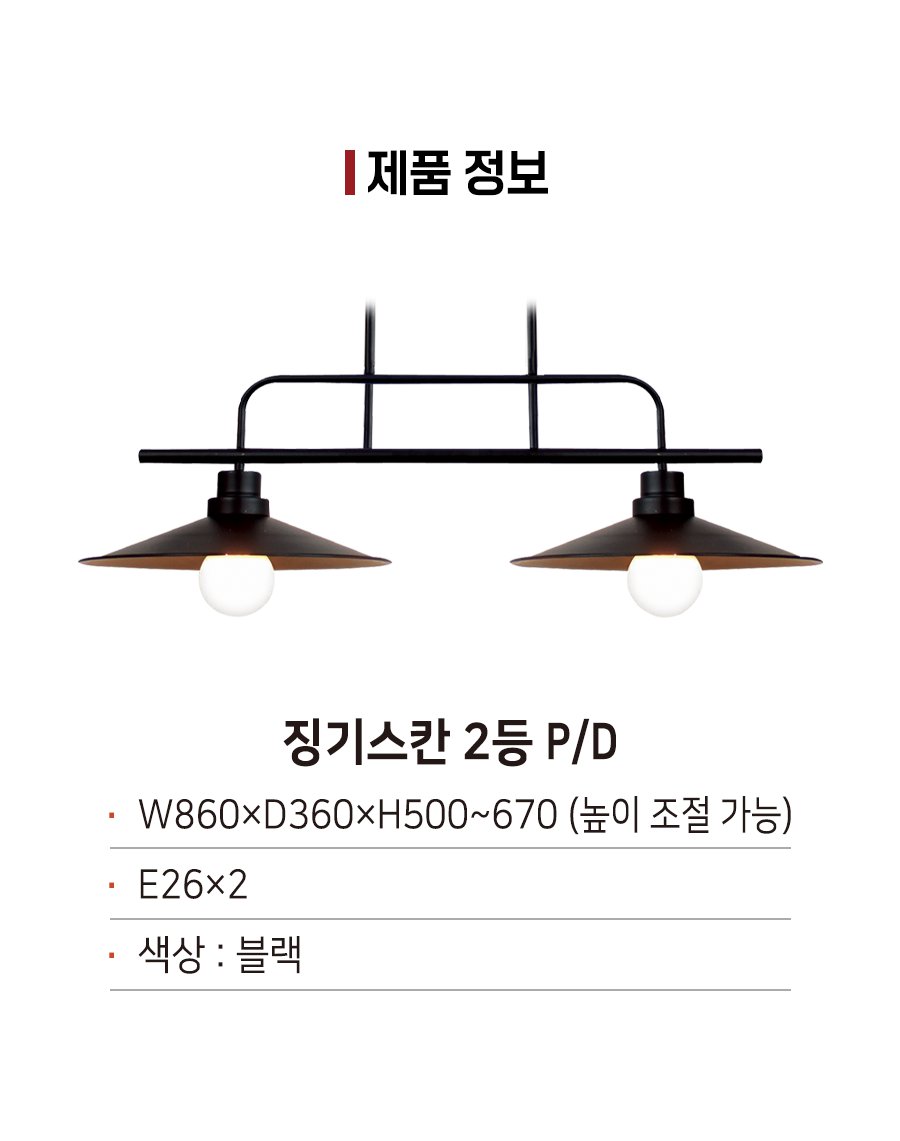 제품 정보
징기스칸 2등 P/D
· W860×D360×H500~670 (높이 조절 가능)
· E26×2
· 색상 : 블랙